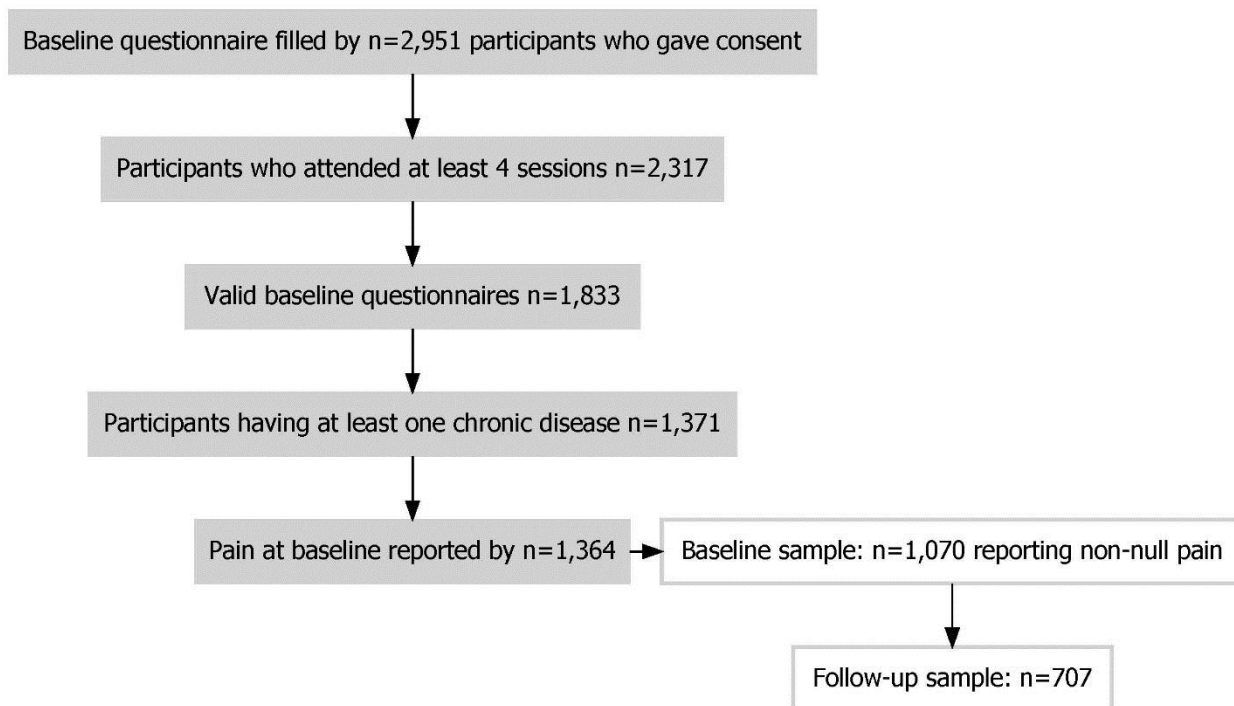 Baseline questionnaire filled by n=2,951 participants who gave consent
Participants who attended at least 4 sessions n=2,317
Valid baseline questionnaires n=1,833
Participants having at least one chronic disease n=1,371
Pain at baseline reported by n=1,364
Baseline sample: n=1,070 reporting non-null pain
Follow-up sample: n=707